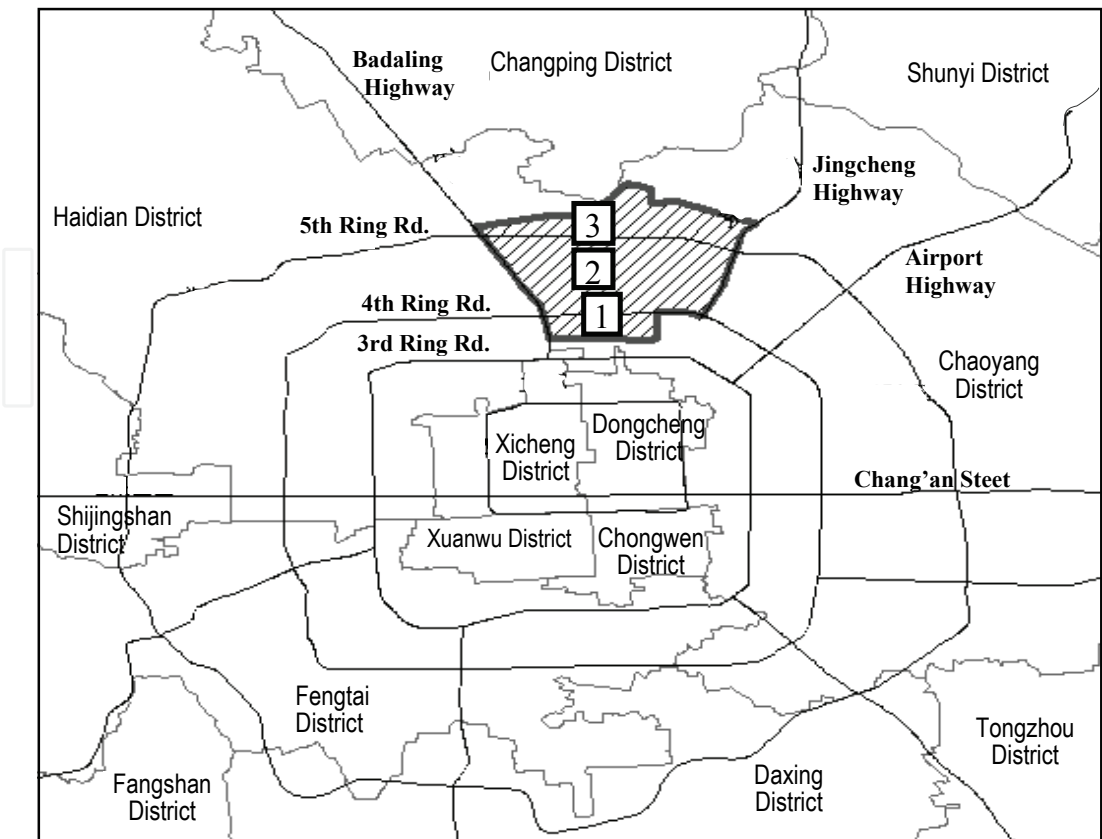 Badaling
Highway
Changping District
Shunyi District
Jingcheng
Highway
Haidian District
5th Ring Rd.
3
Airport
Highway
2
4th Ring Rd.
1
3rd Ring Rd.
Chaoyang
District
Dongcheng
District
Xicheng
District
Chang'an Steet
Shijingshan
District
Xuanwu District
Chongwen
District
Fengtai
District
Tongzhou
District
Fangshan
District
Daxing
District